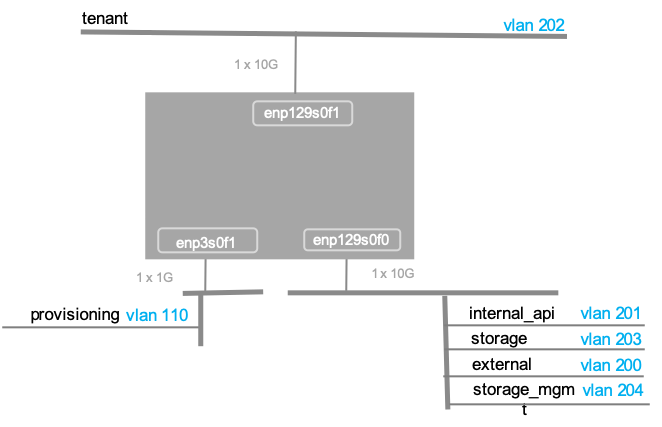 tenant
vlan 202
1 x 10G
enp129s0f1
enp3s0f1
enp129s0f0
1 x 1G
1 x 10G
provisioning vlan 110
internal_api vlan 201
storage vlan 203
external vlan 200
storage_mgm vlan 204
t